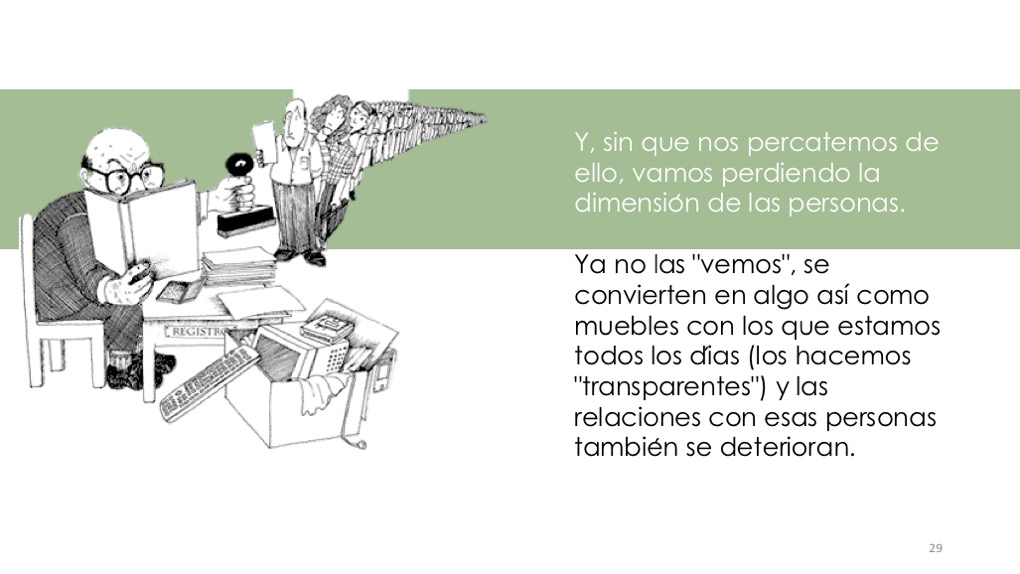 Y, sin que nos percatemos de
ello, vamos perdiendo la
dimensión de las personas.
Ya no las "vemos", se
convierten en algo así como
muebles con los que estamos
todos los días (los hacemos
"transparentes") y las
relaciones con esas personas
también se deterioran.
REGISTRO
29